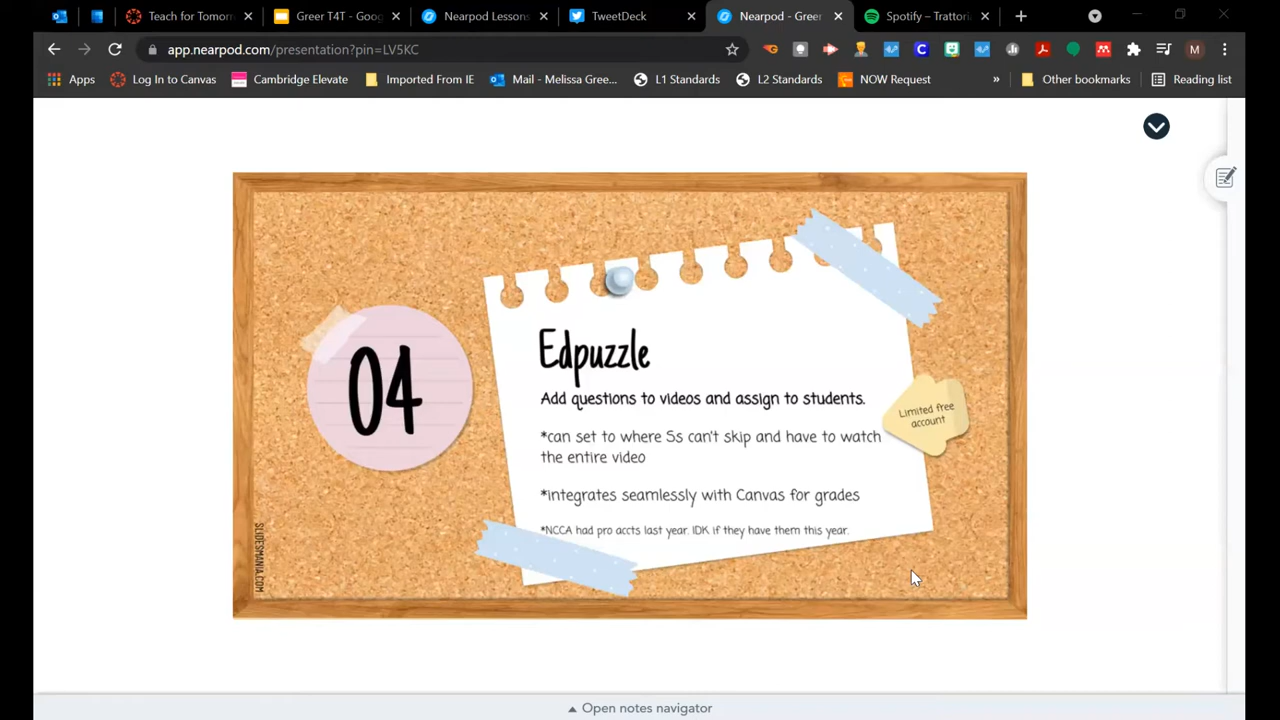 Teach for Tomorr
Greer T4T - Goog
Nearpod Lessons
TweetDeck
Nearpod - Greer
Spotify – Trattoria
app.nearpod.com/presentation?pin=LV5KC
M
Apps
Log In to Canvas
Cambridge Elevate
Imported From IE
Mail - Melissa Gree...
L1 Standards
L2 Standards
NOW Request
»
Other bookmarks
Reading list
04
Edpuzzle
Add questions to videos and assign to students.
*can set to where Ss can't skip and have to watch
the entire video
*integrates seamlessly with Canvas for grades
*NCCA had pro accts last year. IDK if they have them this year.
Limited free
account
SLIDESMANIA.COM
Open notes navigator